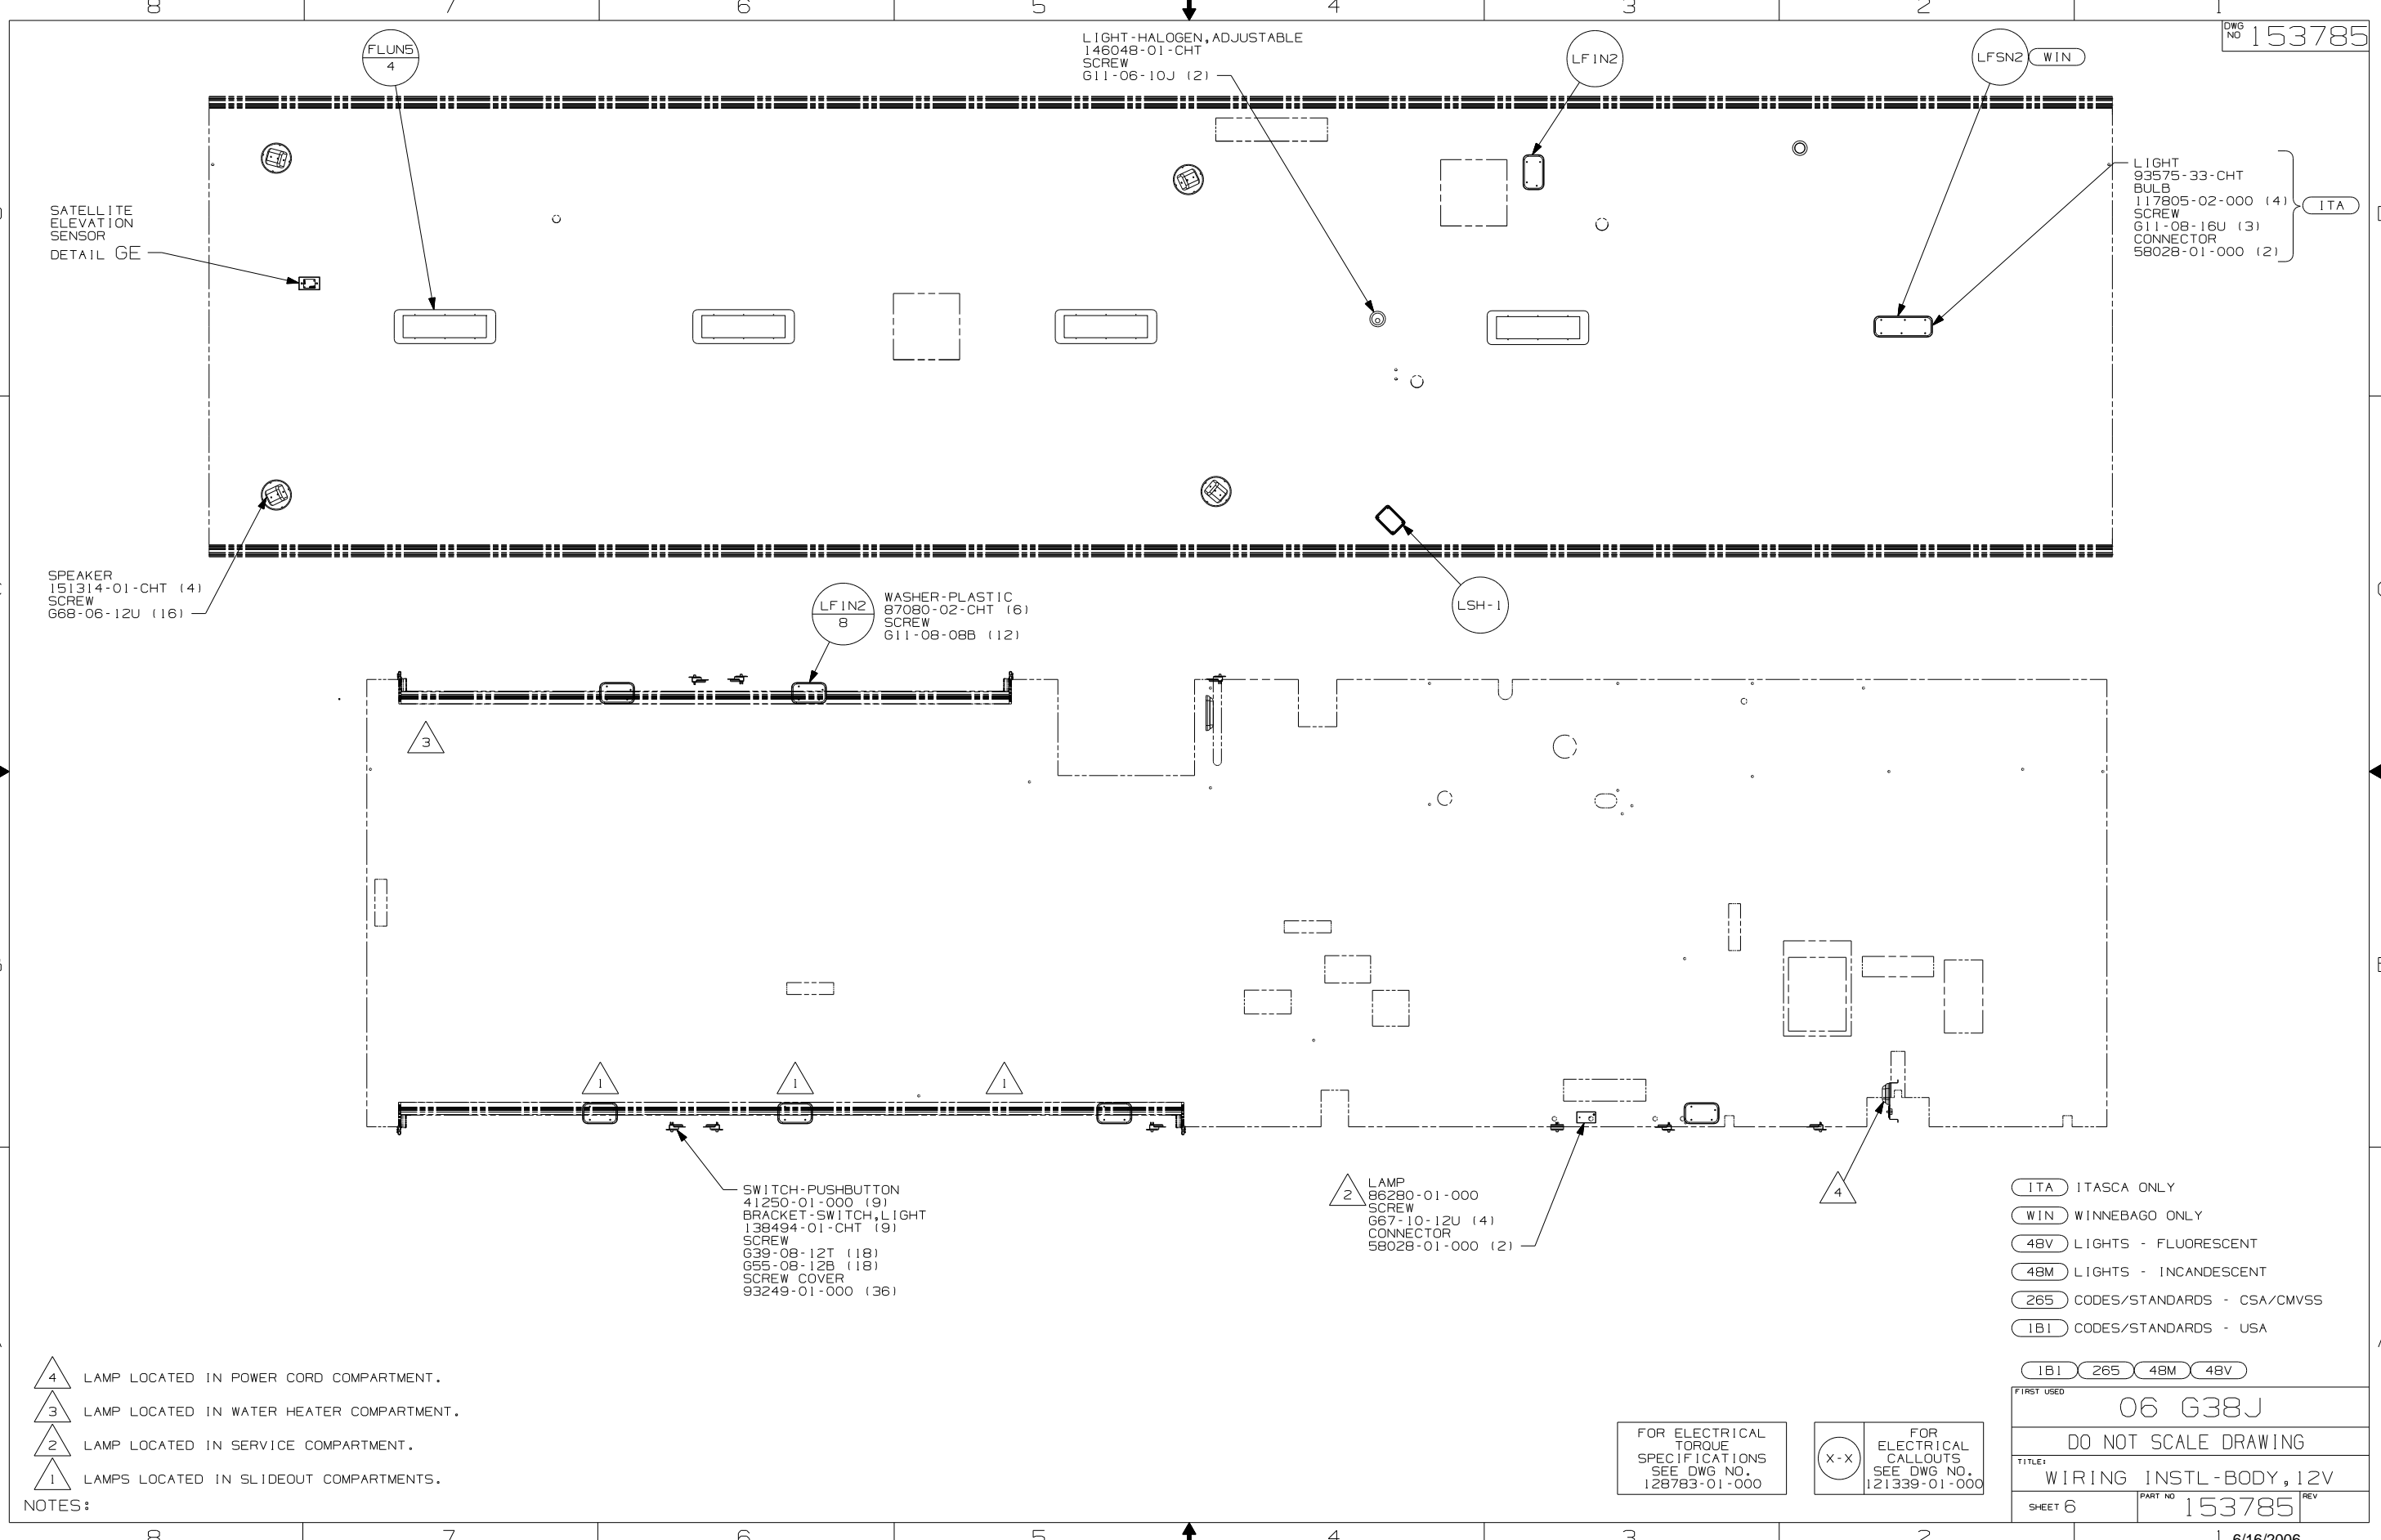 8 7 6 5 4 3 2 1
DWG NO 153785
FLUN5
4
LIGHT-HALOGEN,ADJUSTABLE
146048-01-CHT
SCREW
G11-06-10J (2)
LF1N2
LFSN2
WIN
LIGHT
93575-33-CHT
BULB
117805-02-000 (4)
SCREW
G11-08-16U (3)
CONNECTOR
58028-01-000 (2)
ITA
SATELLITE
ELEVATION
SENSOR
DETAIL GE
SPEAKER
151314-01-CHT (4)
SCREW
G68-06-12U (16)
LF1N2
8
WASHER-PLASTIC
87080-02-CHT (6)
SCREW
G11-08-08B (12)
LSH-1
3
1
1
1
SWITCH-PUSHBUTTON
41250-01-000 (9)
BRACKET-SWITCH,LIGHT
138494-01-CHT (9)
SCREW
G39-08-12T (18)
G55-08-12B (18)
SCREW COVER
93249-01-000 (36)
2
LAMP
86280-01-000
SCREW
G67-10-12U (4)
CONNECTOR
58028-01-000 (2)
4
ITA ITASCA ONLY
WIN WINNEBAGO ONLY
48V LIGHTS - FLUORESCENT
48M LIGHTS - INCANDESCENT
265 CODES/STANDARDS - CSA/CMVSS
1B1 CODES/STANDARDS - USA
1B1 265 48M 48V
4 LAMP LOCATED IN POWER CORD COMPARTMENT.
3 LAMP LOCATED IN WATER HEATER COMPARTMENT.
2 LAMP LOCATED IN SERVICE COMPARTMENT.
1 LAMPS LOCATED IN SLIDEOUT COMPARTMENTS.
NOTES:
FOR ELECTRICAL
TORQUE
SPECIFICATIONS
SEE DWG NO.
128783-01-000
X-X
FOR
ELECTRICAL
CALLOUTS
SEE DWG NO.
121339-01-000
FIRST USED
06 G38J
DO NOT SCALE DRAWING
TITLE:
WIRING INSTL-BODY,12V
SHEET 6
PART NO 153785
REV
8 7 6 5 4 3 2 1
6/16/2006